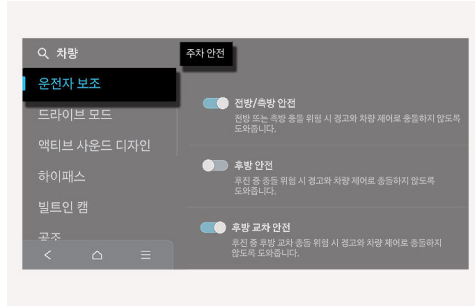 차량
주차 안전
운전자 보조
드라이브 모드
액티브 사운드 디자인
하이패스
빌트인 캠
공조
전방/측방 안전
전방 또는 측방 충돌 위험 시 경고와 차량 제어로 충돌하지 않도록
도와줍니다.
후방 안전
후진 중 충돌 위험 시 경고와 차량 제어로 충돌하지 않도록
도와줍니다.
후방 교차 안전
후진 중 후방 교차 충돌 위험 시 경고와 차량 제어로 충돌하지
않도록 도와줍니다.